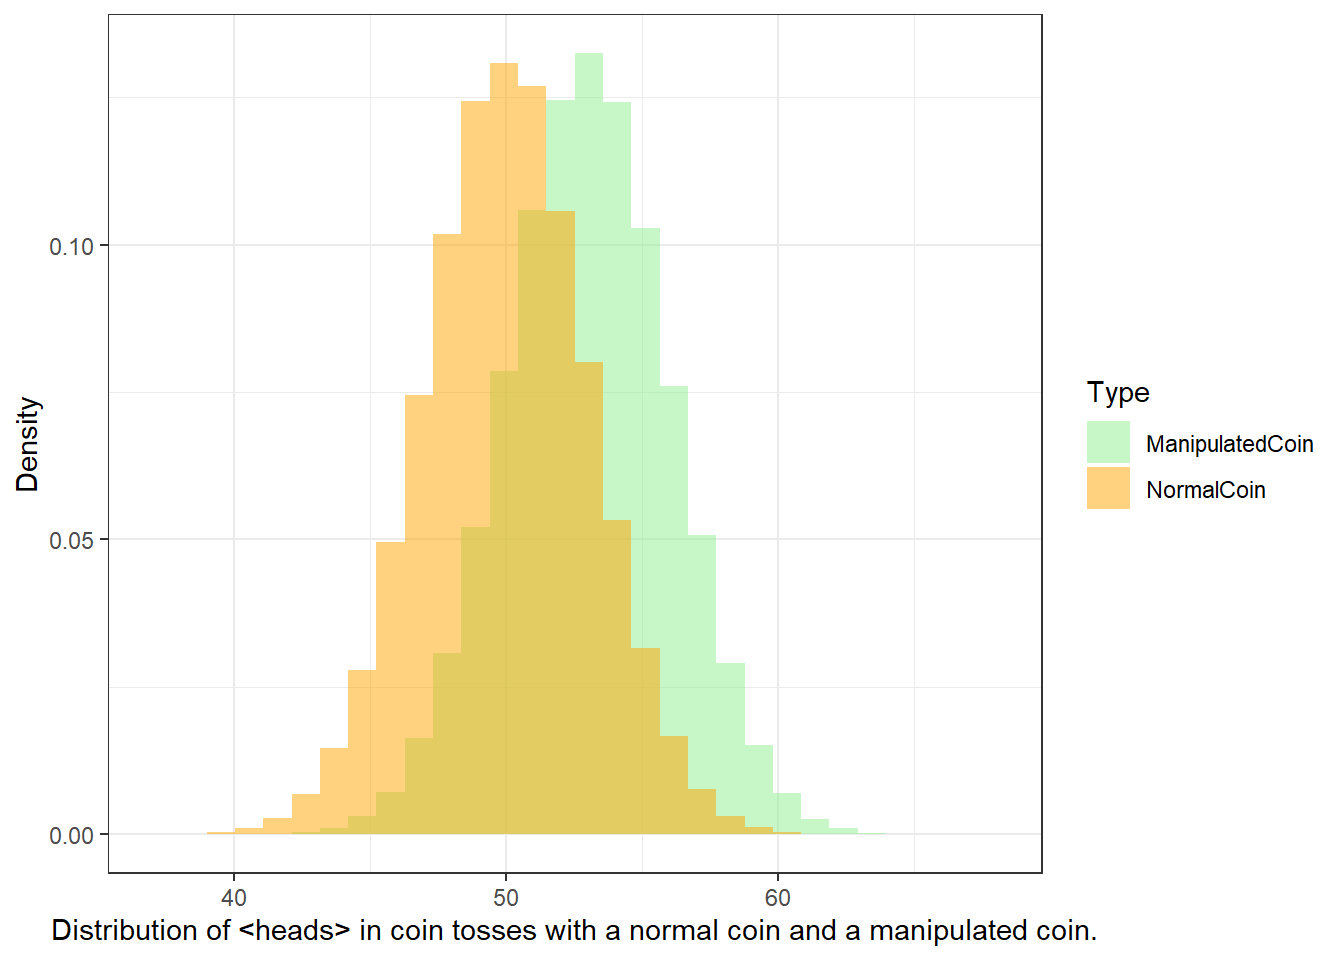 0.10
0.05
0.00
Density
40
50
60
Distribution of <heads> in coin tosses with a normal coin and a manipulated coin.
Type
ManipulatedCoin
NormalCoin